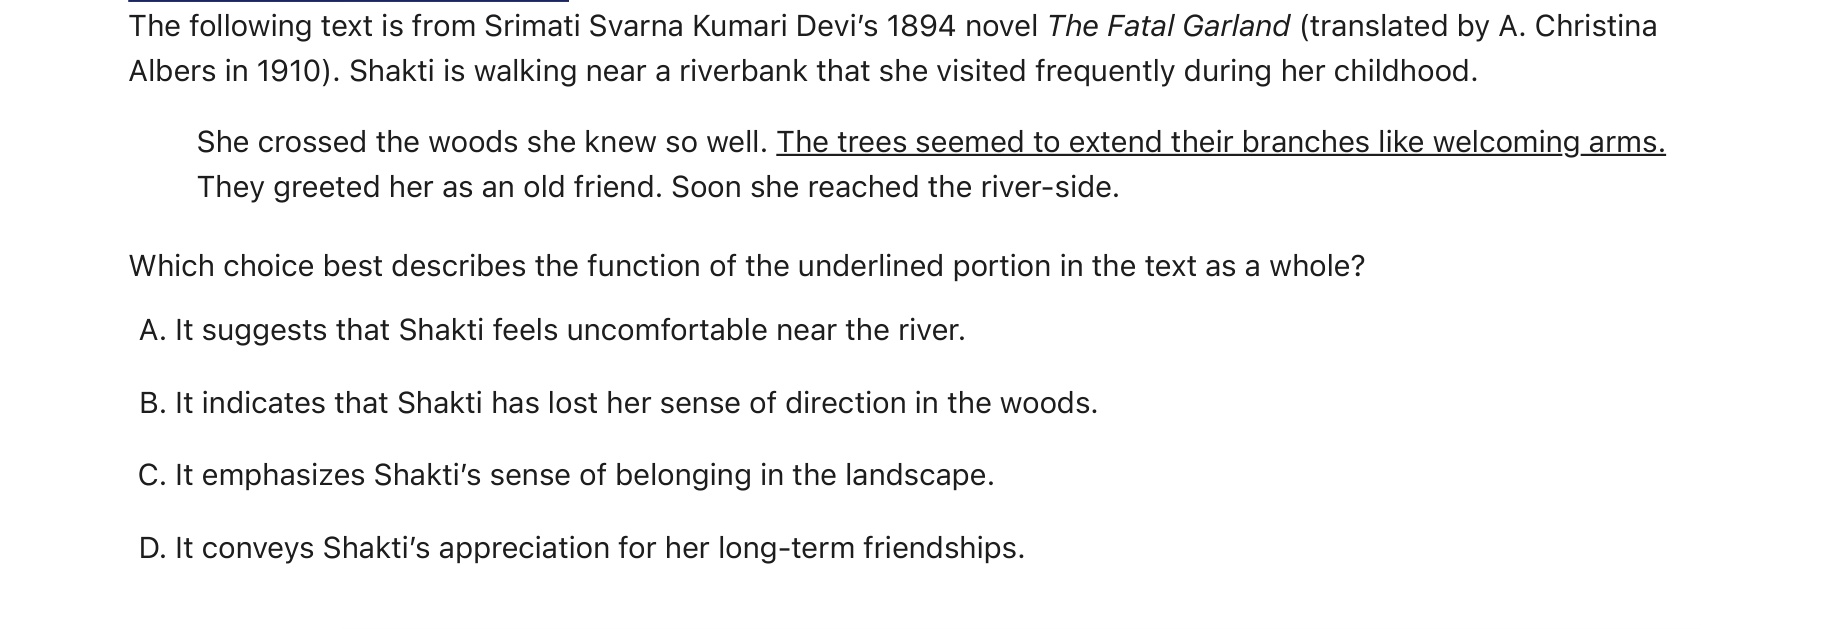 The following text is from Srimati Svarna Kumari Devi’s 1894 novel The Fatal Garland (translated by A. Christina
Albers in 1910). Shakti is walking near a riverbank that she visited frequently during her childhood.
She crossed the woods she knew so well. The trees seemed to extend their branches like welcoming arms.
They greeted her as an old friend. Soon she reached the river-side.
Which choice best describes the function of the underlined portion in the text as a whole?
A. It suggests that Shakti feels uncomfortable near the river.
B. It indicates that Shakti has lost her sense of direction in the woods.
C. It emphasizes Shakti’s sense of belonging in the landscape.
D. It conveys Shakti’s appreciation for her long-term friendships.